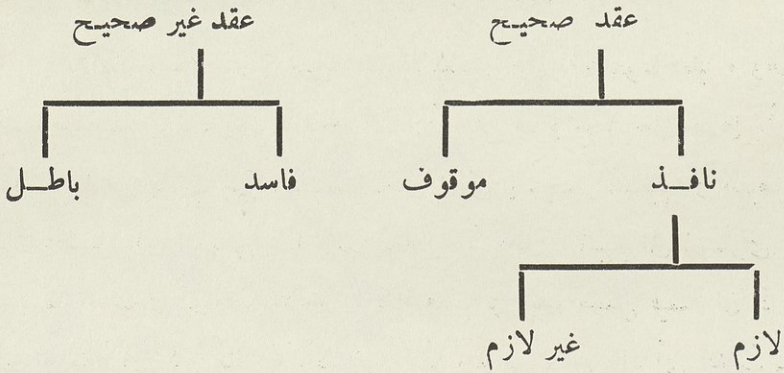 عقد صحيح
عقد غير صحيح
نافذ
موقوف
فاسد
باطل
لازم
غير لازم